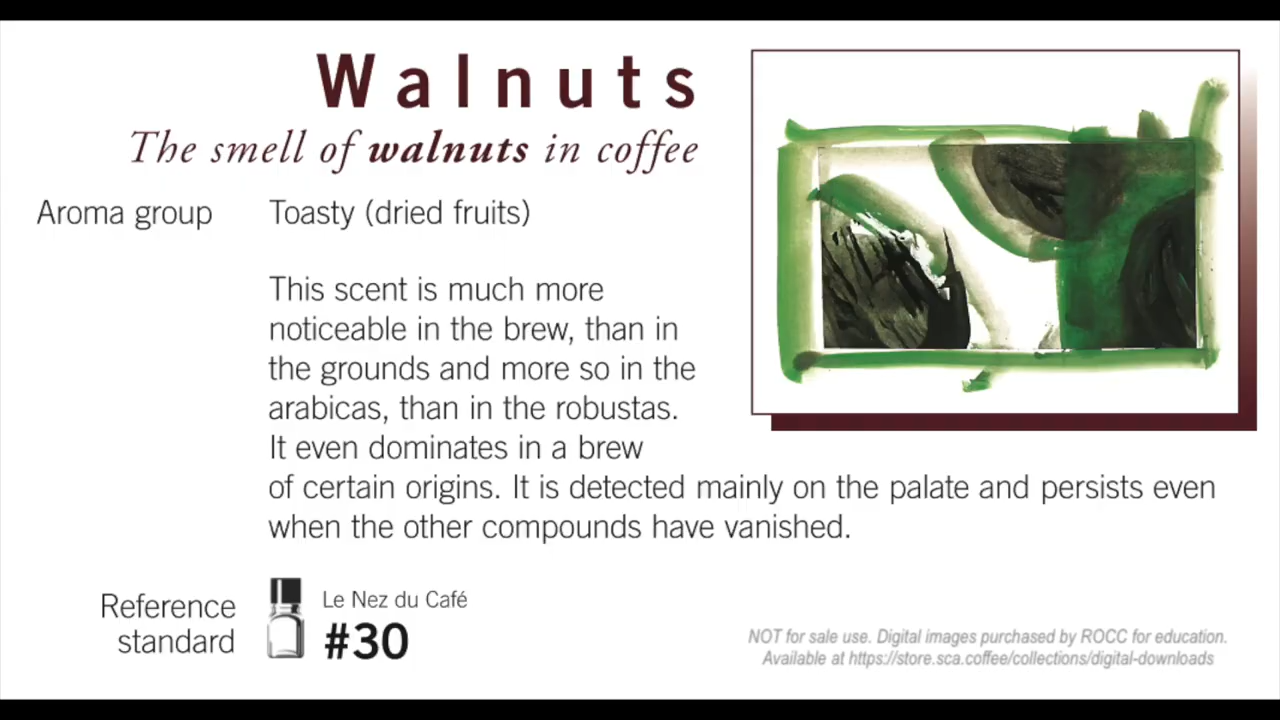 Walnuts
The smell of walnuts in coffee
Aroma group
Toasty (dried fruits)
This scent is much more
noticeable in the brew, than in
the grounds and more so in the
arabicas, than in the robustas.
It even dominates in a brew
of certain origins. It is detected mainly on the palate and persists even
when the other compounds have vanished.
Reference
standard
Le Nez du Café
#30
NOT for sale use. Digital images purchased by ROCC for education.
Available at https://store.sca.coffee/collections/digital-downloads